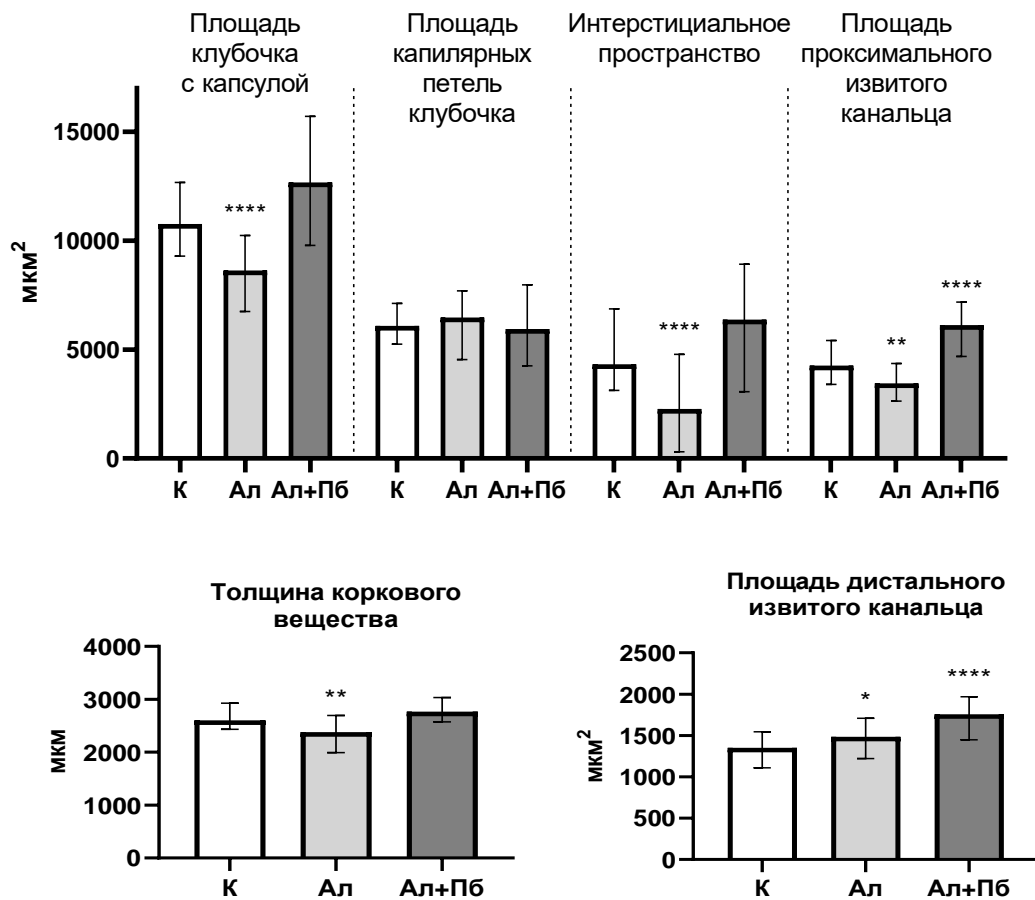 Площадь
клубочка
с капсулой
Площадь
капилярных
петель
клубочка
Интерстициальное
пространство
Площадь
проксимального
извитого
канальца
мкм²
15000
10000
5000
0
****
****
**
****
К Ал Ал+Пб К Ал Ал+Пб К Ал Ал+Пб К Ал Ал+Пб
Толщина коркового
вещества
мкм
4000
3000
2000
1000
0
**
К Ал Ал+Пб
Площадь дистального
извитого канальца
мкм²
2500
2000
1500
1000
500
0
*
****
К Ал Ал+Пб